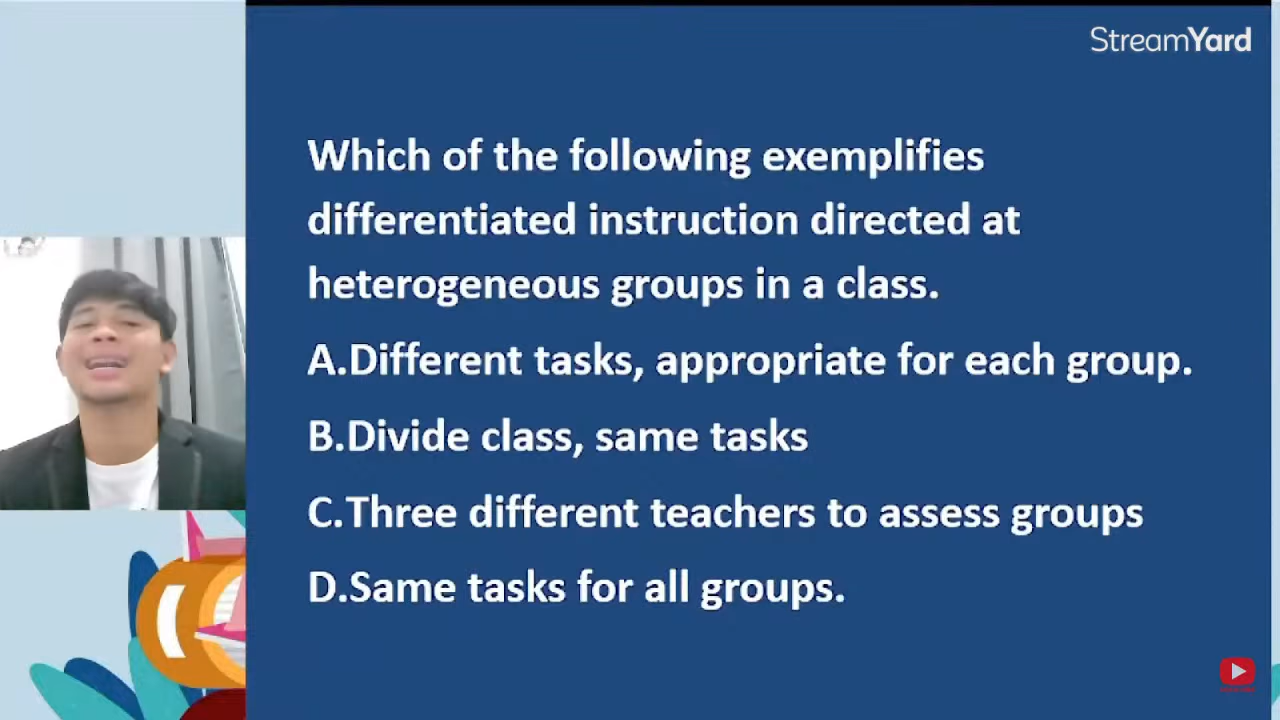 StreamYard
Which of the following exemplifies
differentiated instruction directed at
heterogeneous groups in a class.
A.Different tasks, appropriate for each group.
B.Divide class, same tasks
C.Three different teachers to assess groups
D.Same tasks for all groups.